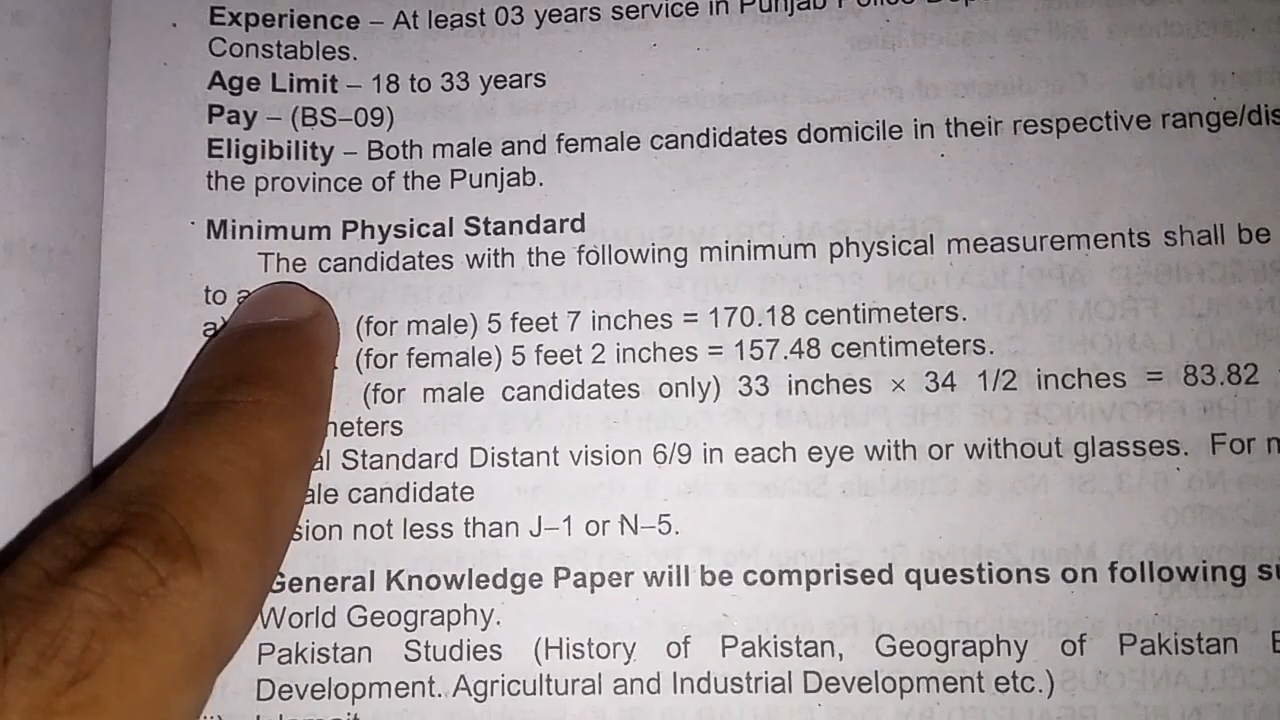 Experience – At least 03 years service in Punjab
Constables.
Age Limit – 18 to 33 years
Pay – (BS–09)
Eligibility – Both male and female candidates domicile in their respective range/dis
the province of the Punjab.
Minimum Physical Standard
The candidates with the following minimum physical measurements shall be
to a
a) (for male) 5 feet 7 inches = 170.18 centimeters.
(for female) 5 feet 2 inches = 157.48 centimeters.
(for male candidates only) 33 inches × 34 1/2 inches = 83.82
meters
al Standard Distant vision 6/9 in each eye with or without glasses. For
ale candidate
sion not less than J–1 or N–5.
General Knowledge Paper will be comprised questions on following su
World Geography.
Pakistan Studies (History of Pakistan, Geography of Pakistan
Development. Agricultural and Industrial Development etc.)